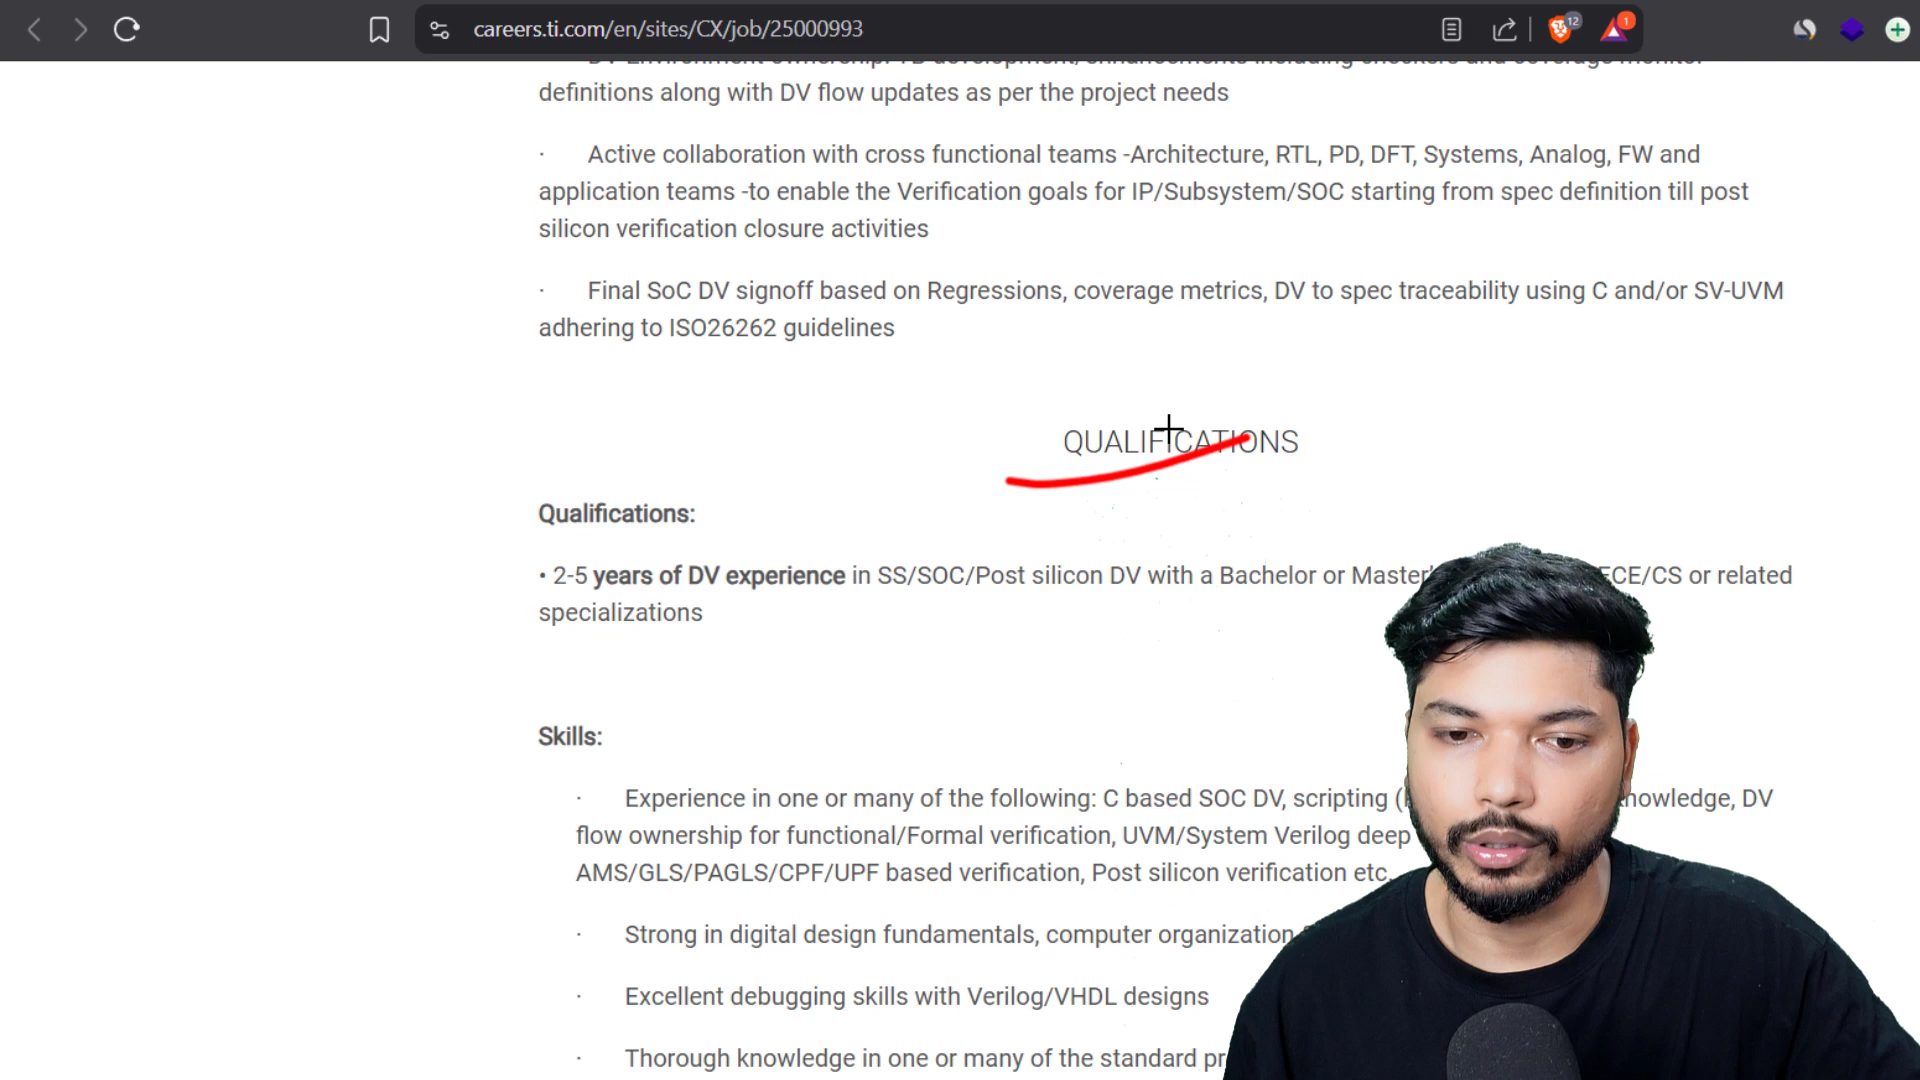 careers.ti.com/en/sites/CX/job/25000993
12
1
definitions along with DV flow updates as per the project needs
· Active collaboration with cross functional teams -Architecture, RTL, PD, DFT, Systems, Analog, FW and
application teams -to enable the Verification goals for IP/Subsystem/SOC starting from spec definition till post
silicon verification closure activities
· Final SoC DV signoff based on Regressions, coverage metrics, DV to spec traceability using C and/or SV-UVM
adhering to ISO26262 guidelines
QUALIFICATIONS
Qualifications:
• 2-5 years of DV experience in SS/SOC/Post silicon DV with a Bachelor or Master' ECE/CS or related
specializations
Skills:
· Experience in one or many of the following: C based SOC DV, scripting ( knowledge, DV
flow ownership for functional/Formal verification, UVM/System Verilog deep
AMS/GLS/PAGLS/CPF/UPF based verification, Post silicon verification etc.
· Strong in digital design fundamentals, computer organization
· Excellent debugging skills with Verilog/VHDL designs
· Thorough knowledge in one or many of the standard